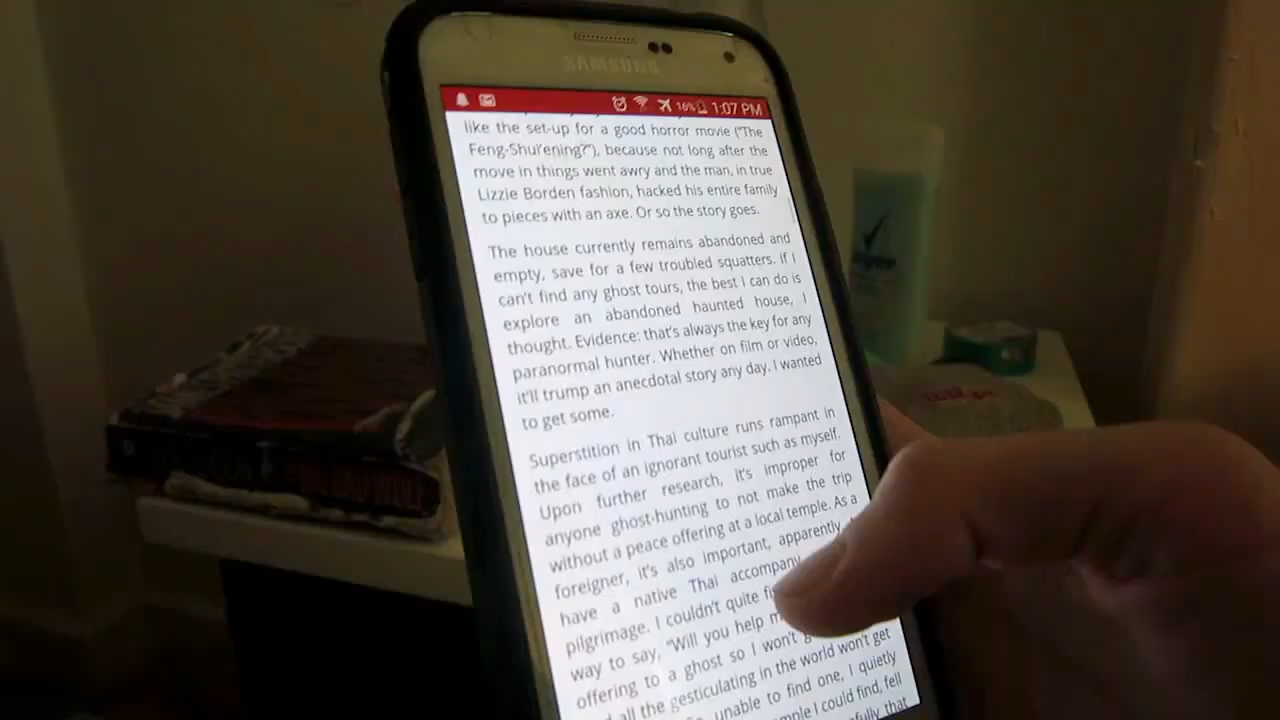 SAMSUNG
16% 1:07 PM
like the set-up for a good horror movie ("The
Feng-Shui'ening?"), because not long after the
move in things went awry and the man, in true
Lizzie Borden fashion, hacked his entire family
to pieces with an axe. Or so the story goes.
The house currently remains abandoned and
empty, save for a few troubled squatters. If I
can't find any ghost tours, the best I can do is
explore an abandoned haunted house, I
thought. Evidence: that's always the key for any
paranormal hunter. Whether on film or video,
it'll trump an anecdotal story any day. I wanted
to get some.
Superstition in Thai culture runs rampant in
the face of an ignorant tourist such as myself.
Upon further research, it's improper for
anyone ghost-hunting to not make the trip
without a peace offering at a local temple. As a
foreigner, it's also important, apparently
have a native Thai accompany
pilgrimage. I couldn't quite
way to say, "Will you help
offering to a ghost so I won't
all the gesticulating in the world won't get
unable to find one, I quietly
I could find, fell
that